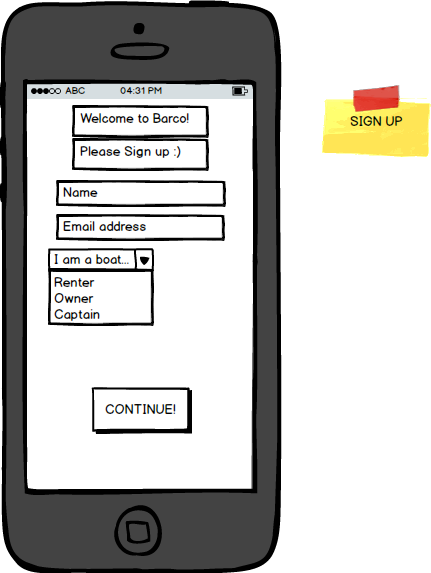 ABC 04:31 PM
Welcome to Barco!
Please Sign up :)
Name
Email address
I am a boat...
Renter
Owner
Captain
CONTINUE!
SIGN UP